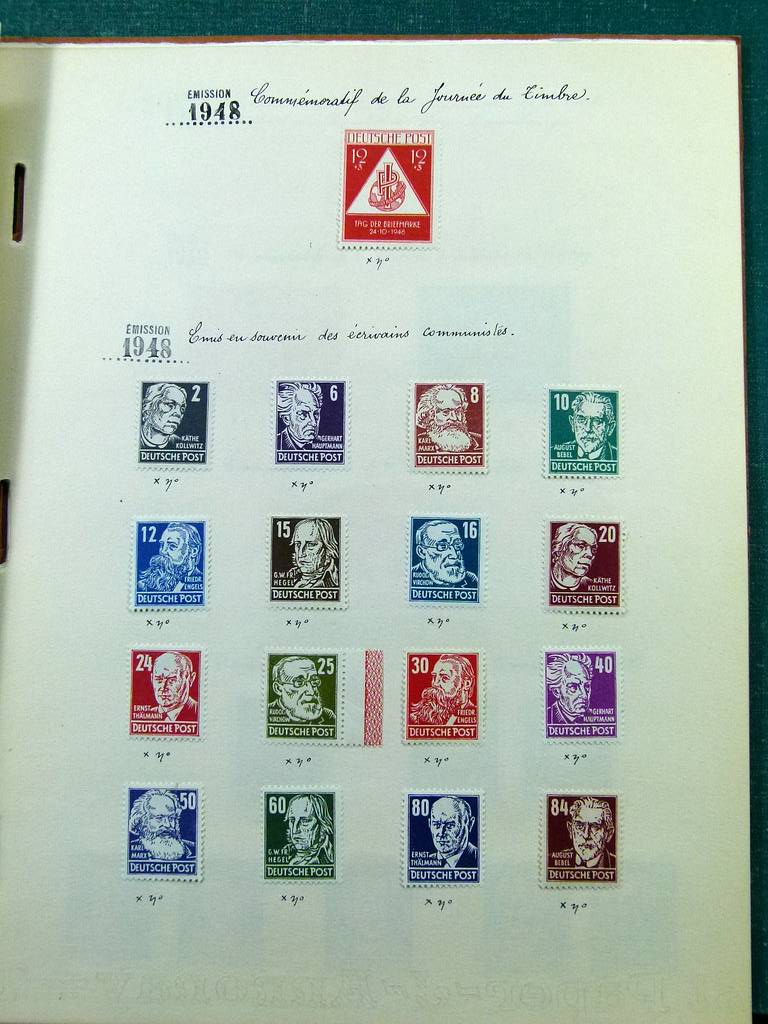 ÉMISSION
1948
Commémoratif de la Journée du Timbre.
DEUTSCHE POST
12 12
+3 +3
TAG DER BRIEFMARKE
24·10·1948
ÉMISSION
1948
Émis en souvenir des écrivains communistes.
2
KÄTHE
KOLLWITZ
DEUTSCHE POST
6
GERHART
HAUPTMANN
DEUTSCHE POST
8
KARL
MARX
DEUTSCHE POST
10
AUGUST
BEBEL
DEUTSCHE POST
12
FRIEDR.
ENGELS
DEUTSCHE POST
15
G.W.FR.
HEGEL
DEUTSCHE POST
16
RUDOLF
VIRCHOW
DEUTSCHE POST
20
KÄTHE
KOLLWITZ
DEUTSCHE POST
24
ERNST
THÄLMANN
DEUTSCHE POST
25
RUDOLF
VIRCHOW
DEUTSCHE POST
30
FRIEDR.
ENGELS
DEUTSCHE POST
40
GERHART
HAUPTMANN
DEUTSCHE POST
50
KARL
MARX
DEUTSCHE POST
60
G.W.FR.
HEGEL
DEUTSCHE POST
80
ERNST
THÄLMANN
DEUTSCHE POST
84
AUGUST
BEBEL
DEUTSCHE POST